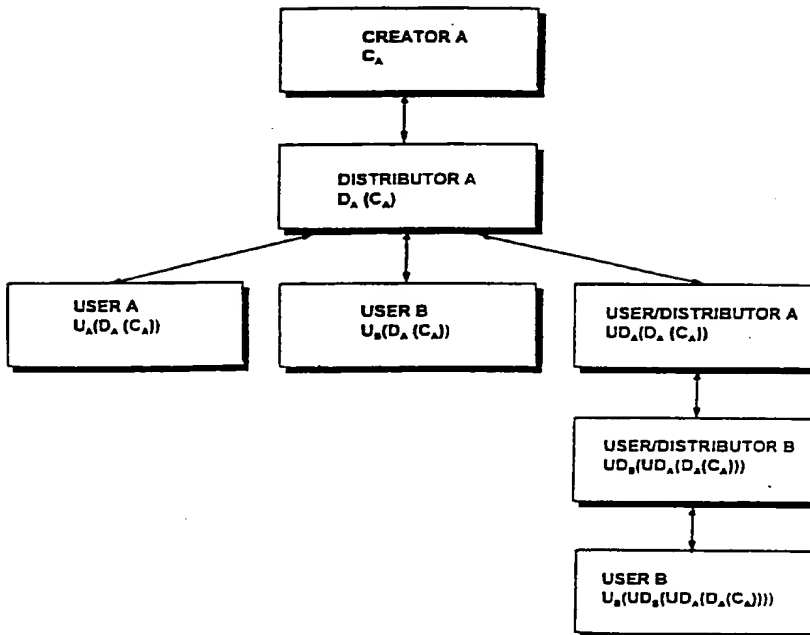 CREATOR A
C_A
DISTRIBUTOR A
D_A (C_A)
USER A
U_A(D_A (C_A))
USER B
U_B(D_A (C_A))
USER/DISTRIBUTOR A
UD_A(D_A (C_A))
USER/DISTRIBUTOR B
UD_B(UD_A(D_A(C_A)))
USER B
U_B(UD_B(UD_A(D_A(C_A))))